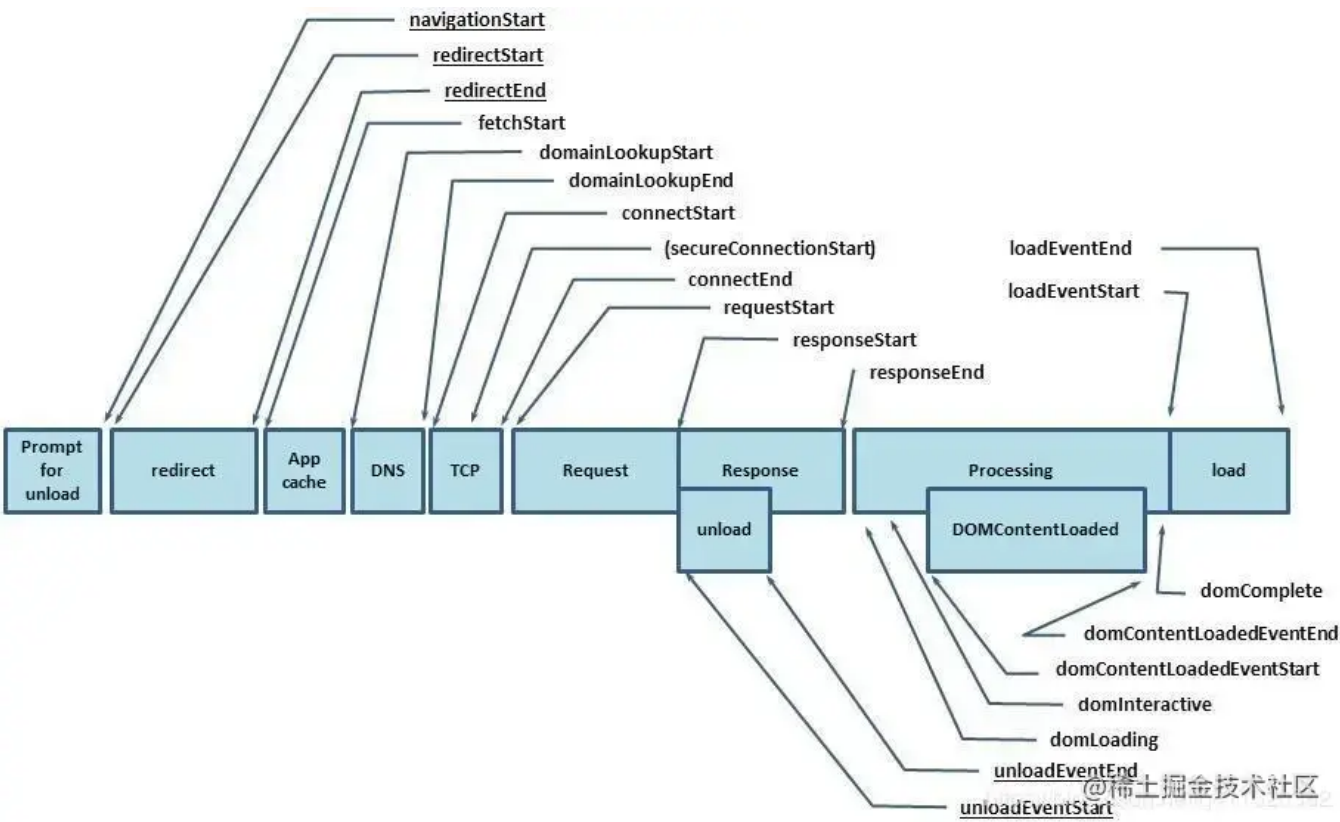 navigationStart
redirectStart
redirectEnd
fetchStart
domainLookupStart
domainLookupEnd
connectStart
(secureConnectionStart)
connectEnd
requestStart
responseStart
responseEnd
loadEventEnd
loadEventStart
Prompt
for
unload
redirect
App
cache
DNS
TCP
Request
Response
Processing
load
unload
DOMContentLoaded
domComplete
domContentLoadedEventEnd
domContentLoadedEventStart
domInteractive
domLoading
unloadEventEnd
unloadEventStart
@稀土掘金技术社区